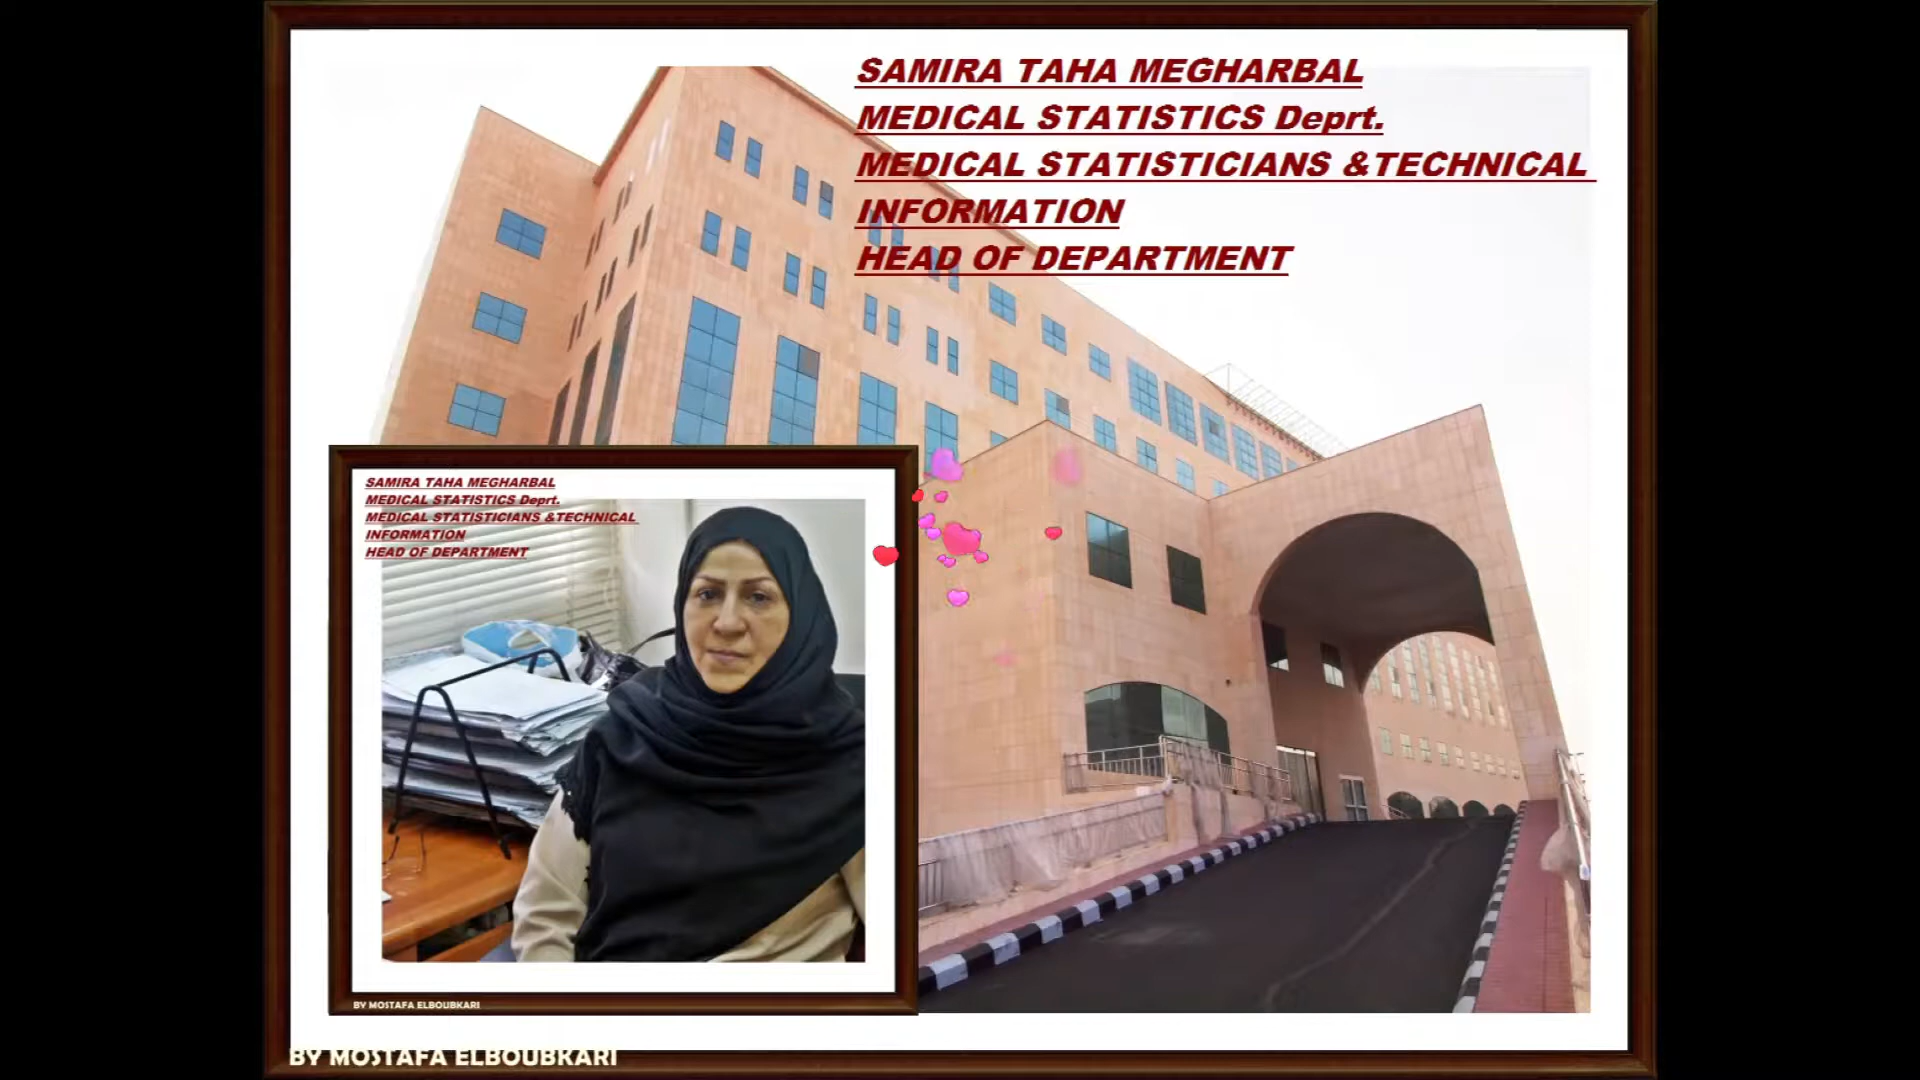 SAMIRA TAHA MEGHARBAL
MEDICAL STATISTICS Deprt.
MEDICAL STATISTICIANS &TECHNICAL
INFORMATION
HEAD OF DEPARTMENT
SAMIRA TAHA MEGHARBAL
MEDICAL STATISTICS Deprt.
MEDICAL STATISTICIANS &TECHNICAL
INFORMATION
HEAD OF DEPARTMENT
BY MOSTAFA ELBOUBKARI
BY MOSTAFA ELBOUBKARI